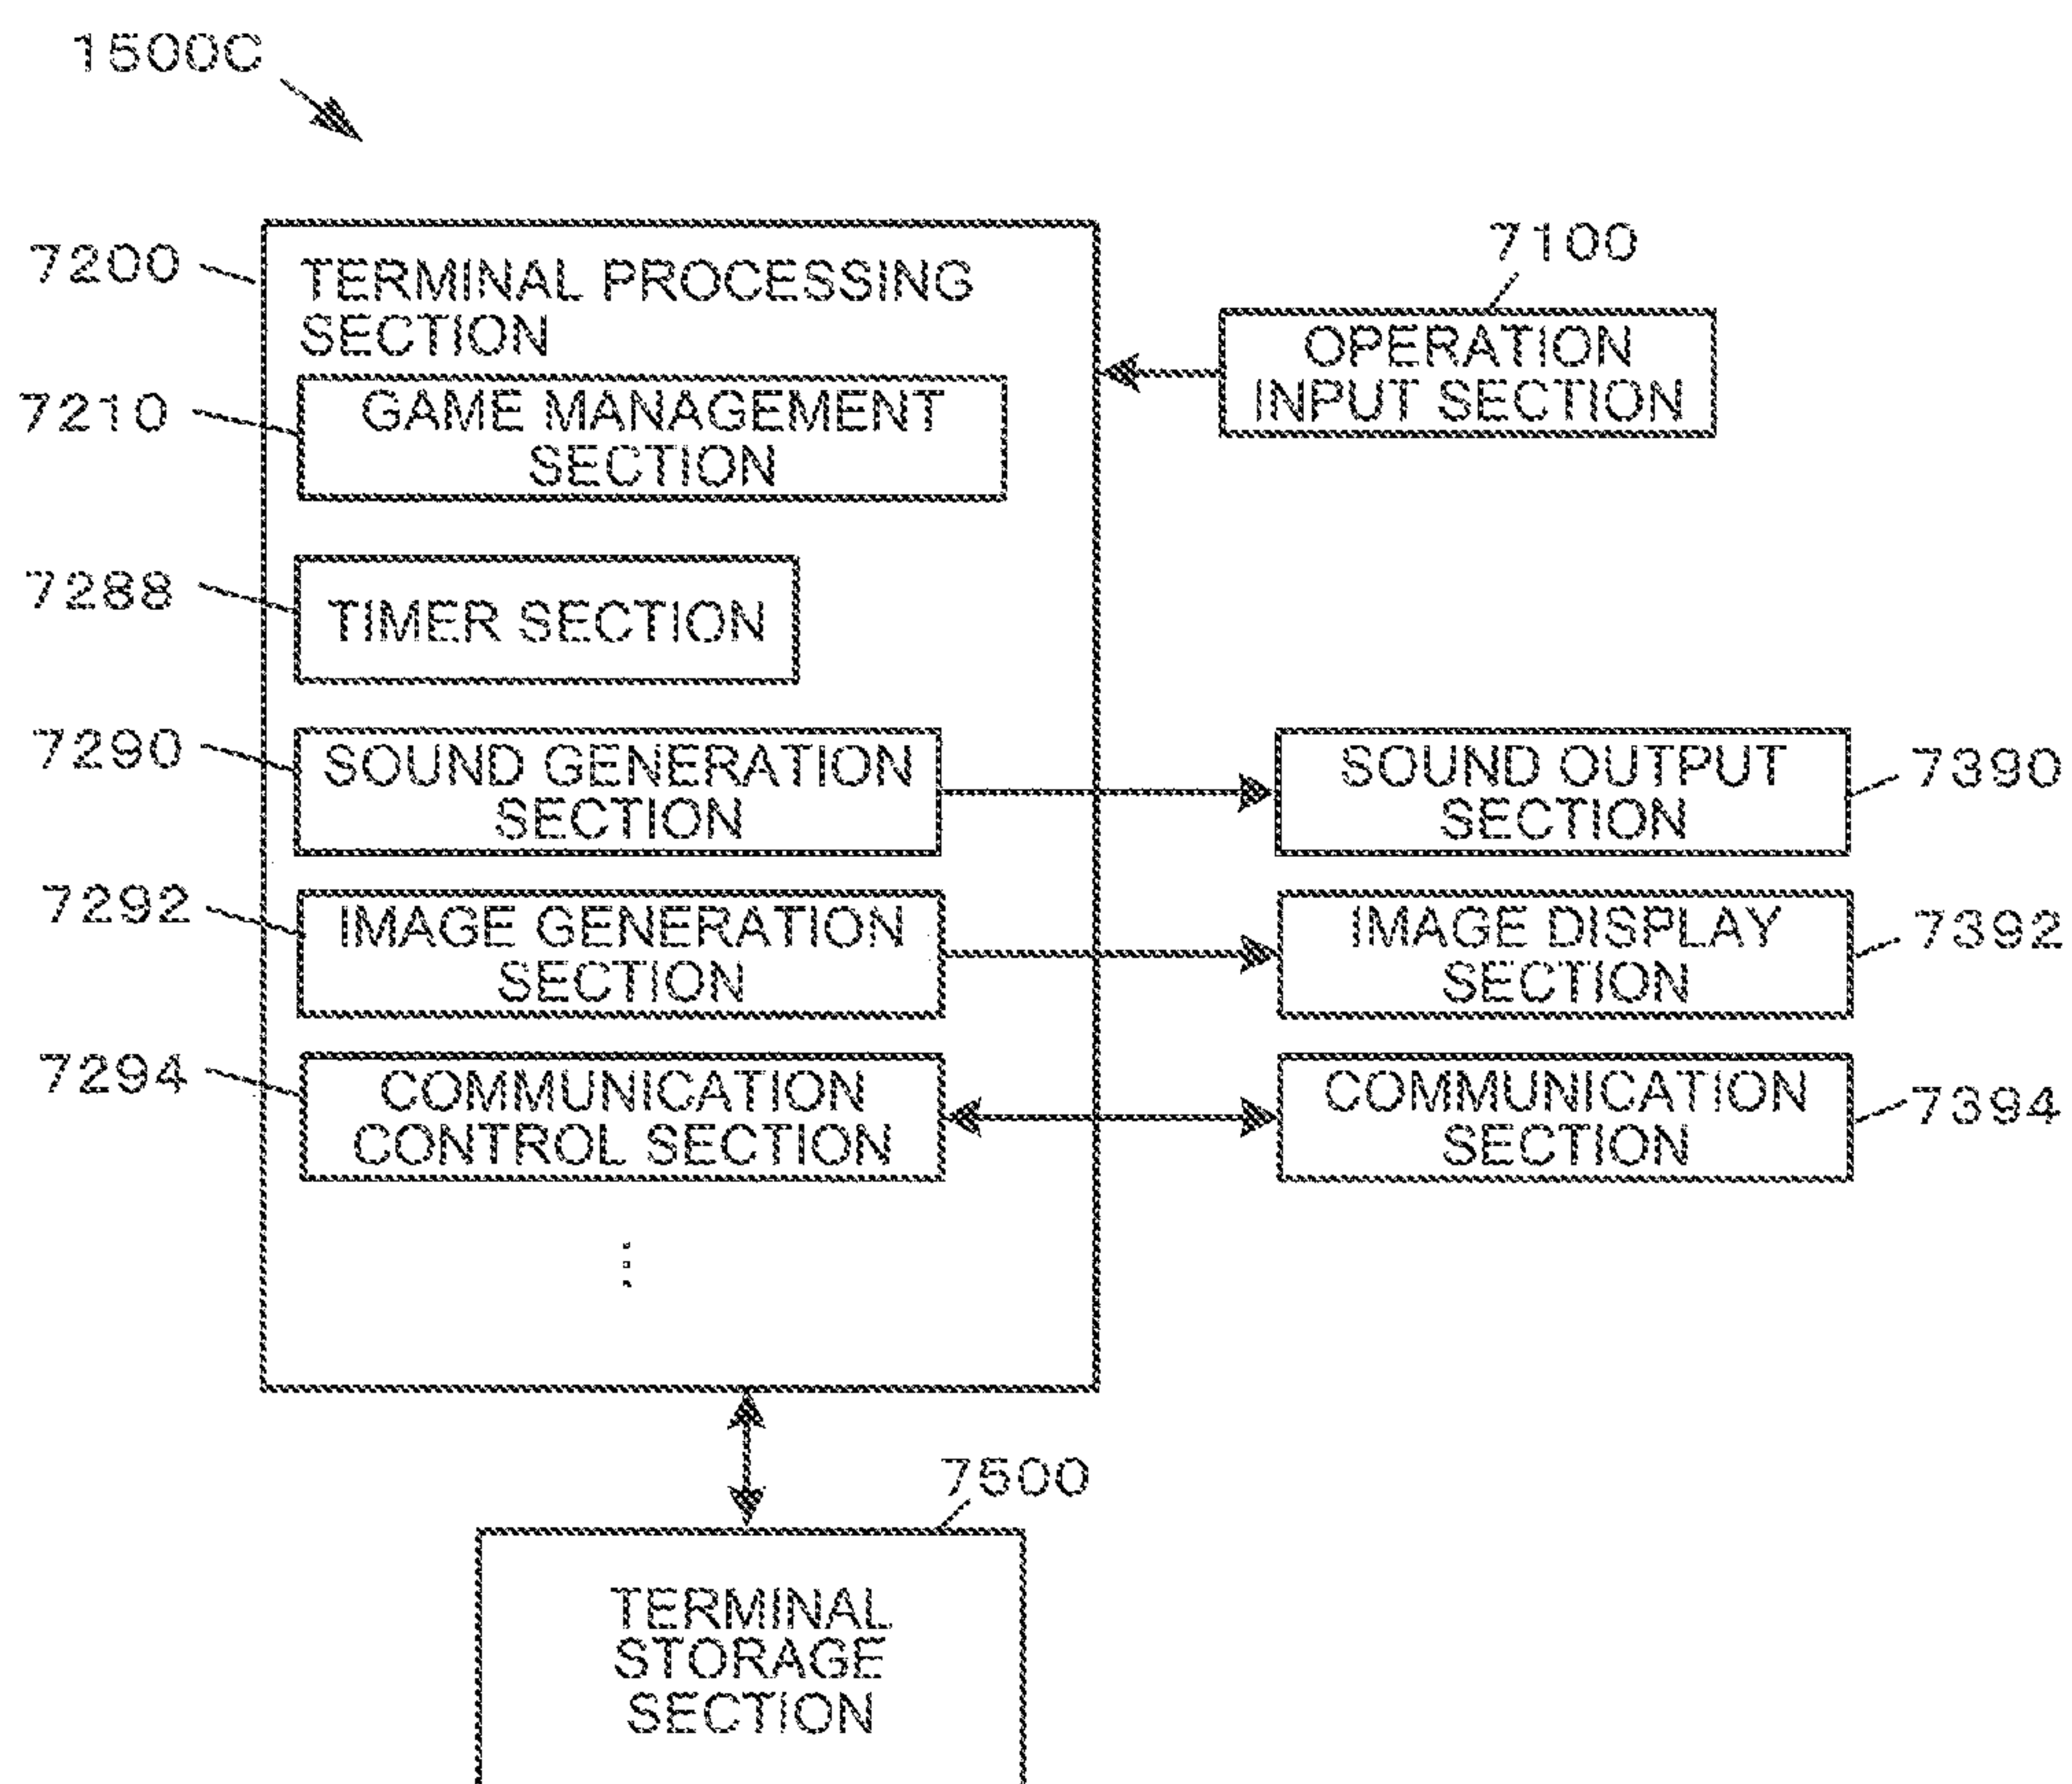 1500C
7200
TERMINAL PROCESSING
SECTION
7100
OPERATION
INPUT SECTION
7210
GAME MANAGEMENT
SECTION
7288
TIMER SECTION
7290
SOUND GENERATION
SECTION
SOUND OUTPUT
SECTION
7390
7292
IMAGE GENERATION
SECTION
IMAGE DISPLAY
SECTION
7392
7294
COMMUNICATION
CONTROL SECTION
COMMUNICATION
SECTION
7394
⋮
7500
TERMINAL
STORAGE
SECTION